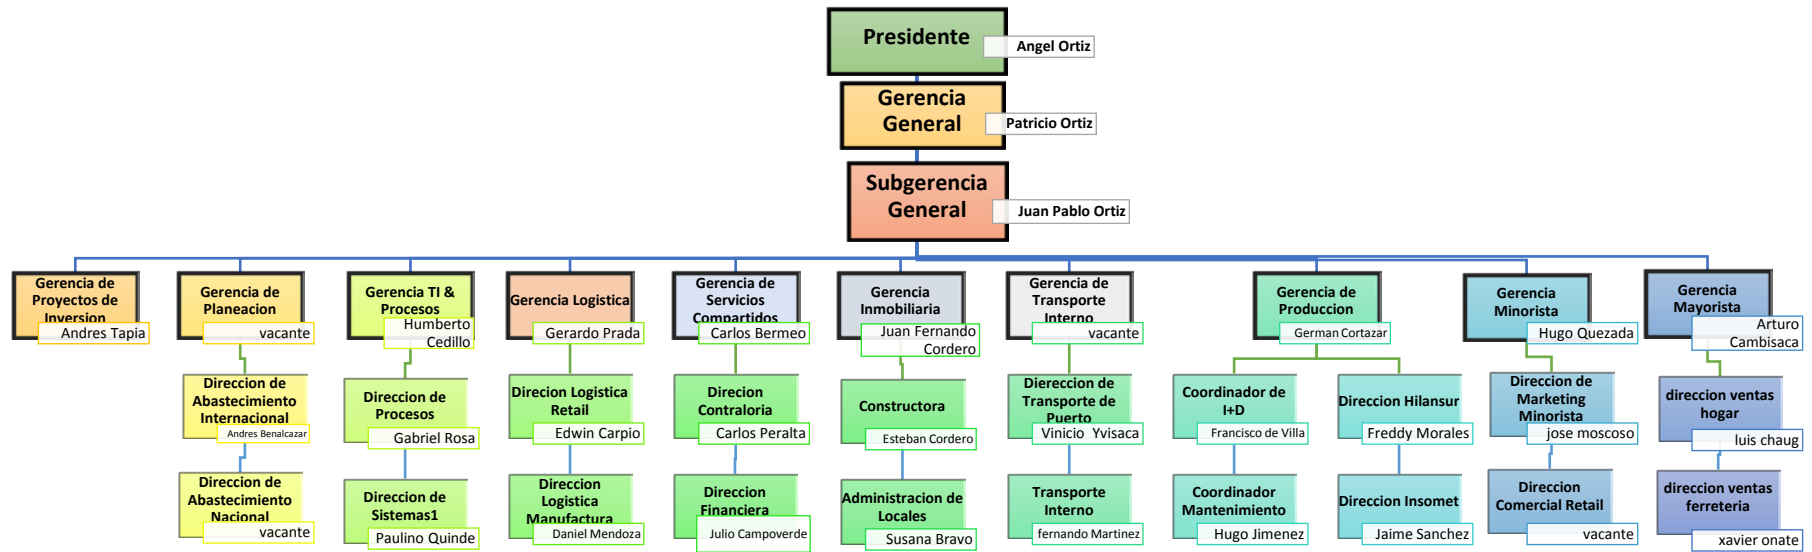 Presidente
Angel Ortiz
Gerencia
General
Patricio Ortiz
Subgerencia
General
Juan Pablo Ortiz
Gerencia de
Proyectos de
Inversion
Andres Tapia
Gerencia de
Planeacion
vacante
Gerencia TI &
Procesos
Humberto
Cedillo
Gerencia Logistica
Gerardo Prada
Gerencia de
Servicios
Compartidos
Carlos Bermeo
Gerencia
Inmobiliaria
Juan Fernando
Cordero
Gerencia de
Transporte
Interno
vacante
Gerencia de
Produccion
German Cortazar
Gerencia
Minorista
Hugo Quezada
Gerencia
Mayorista
Arturo
Cambisaca
Direccion de
Abastecimiento
Internacional
Andres Benalcazar
Direccion de
Procesos
Gabriel Rosa
Direcion Logistica
Retail
Edwin Carpio
Direcion
Contraloria
Carlos Peralta
Constructora
Esteban Cordero
Diereccion de
Transporte de
Puerto
Vinicio Yvisaca
Coordinador de
I+D
Francisco de Villa
Direccion Hilansur
Freddy Morales
Direccion de
Marketing
Minorista
jose moscoso
direccion ventas
hogar
luis chaug
Direccion de
Abastecimiento
Nacional
vacante
Direccion de
Sistemas1
Paulino Quinde
Direccion
Logistica
Manufactura
Daniel Mendoza
Direccion
Financiera
Julio Campoverde
Administracion de
Locales
Susana Bravo
Transporte
Interno
fernando Martinez
Coordinador
Mantenimiento
Hugo Jimenez
Direccion Insomet
Jaime Sanchez
Direccion
Comercial Retail
vacante
direccion ventas
ferreteria
xavier onate